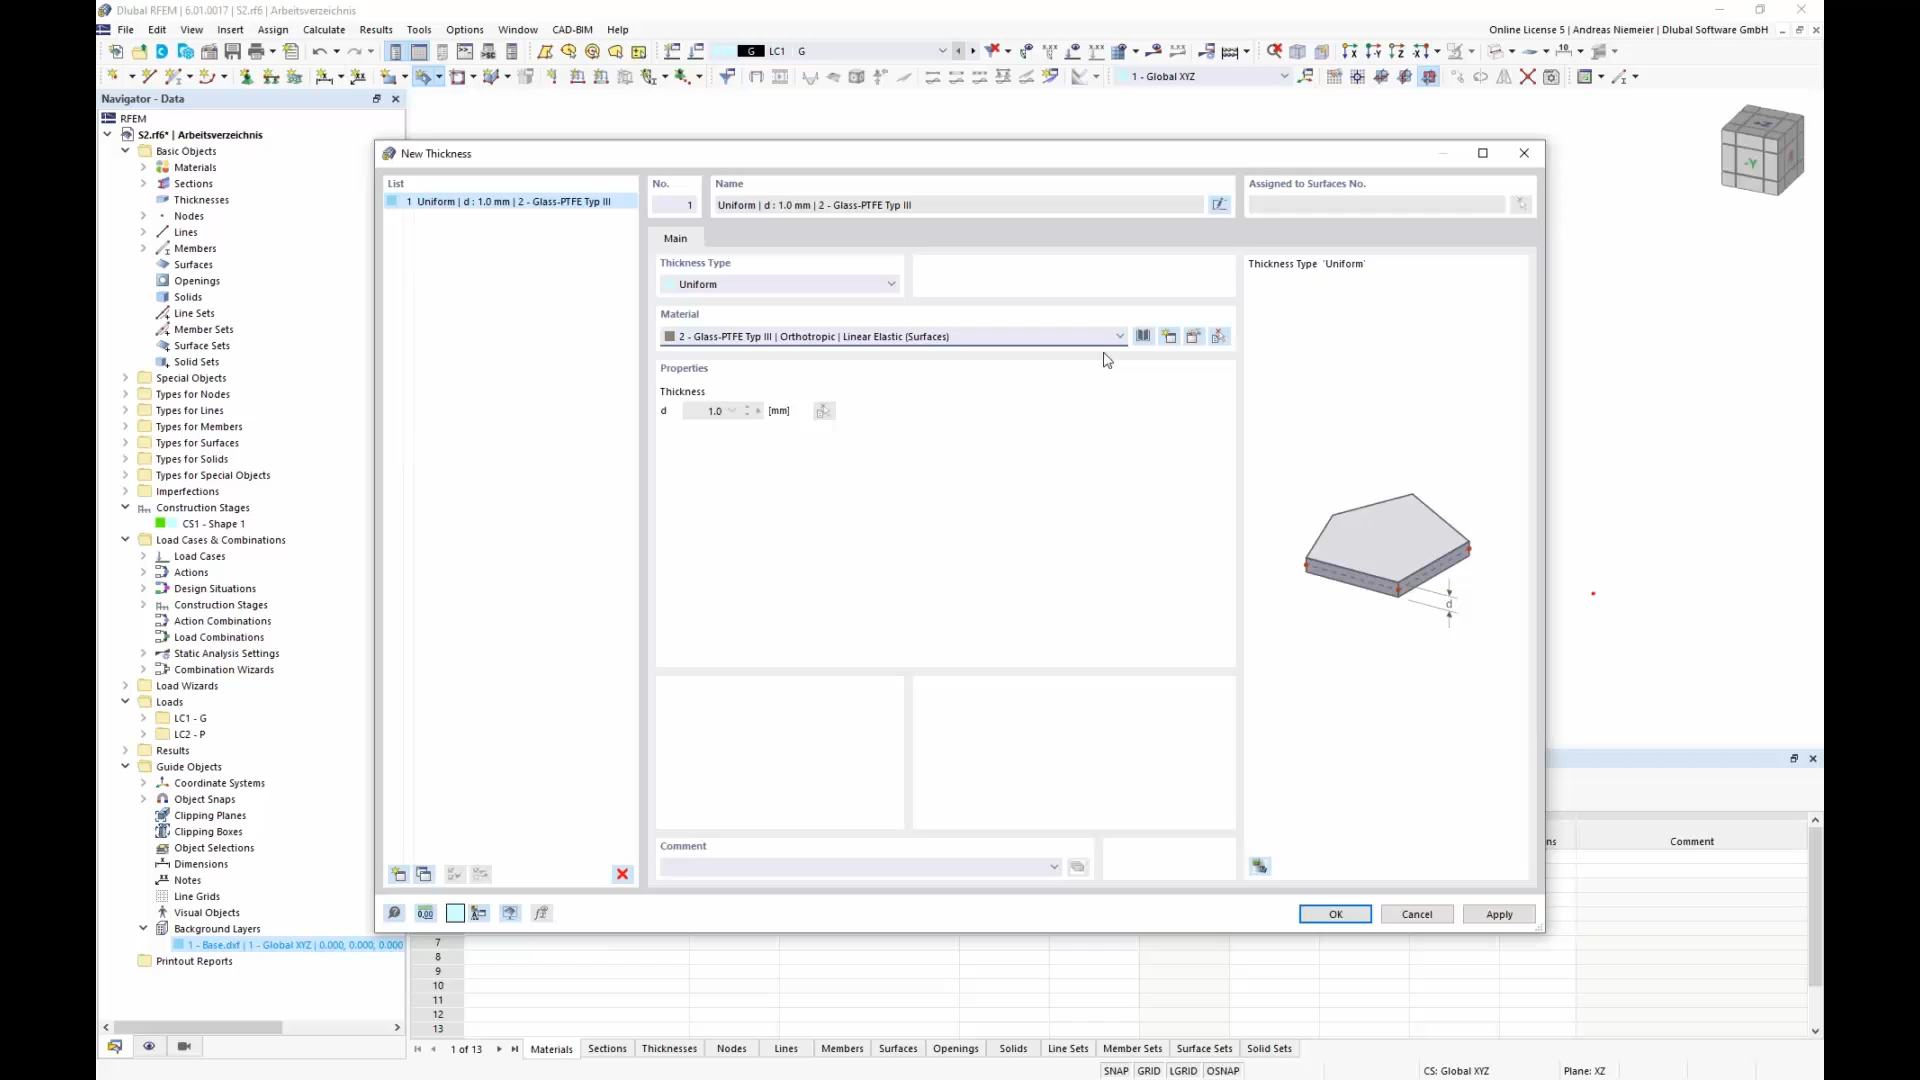 Dlubal RFEM | 6.01.0017 | S2.rf6 | Arbeitsverzeichnis
File Edit View Insert Assign Calculate Results Tools Options Window CAD-BIM Help
Online License 5 | Andreas Niemeier | Dlubal Software GmbH
G LC1 G
1 - Global XYZ
Navigator - Data
RFEM
S2.rf6* | Arbeitsverzeichnis
Basic Objects
Materials
Sections
Thicknesses
Nodes
Lines
Members
Surfaces
Openings
Solids
Line Sets
Member Sets
Surface Sets
Solid Sets
Special Objects
Types for Nodes
Types for Lines
Types for Members
Types for Surfaces
Types for Solids
Types for Special Objects
Imperfections
Construction Stages
CS1 - Shape 1
Load Cases & Combinations
Load Cases
Actions
Design Situations
Construction Stages
Action Combinations
Load Combinations
Static Analysis Settings
Combination Wizards
Load Wizards
Loads
LC1 - G
LC2 - P
Results
Guide Objects
Coordinate Systems
Object Snaps
Clipping Planes
Clipping Boxes
Object Selections
Dimensions
Notes
Line Grids
Visual Objects
Background Layers
1 - Base.dxf | 1 - Global XYZ | 0.000, 0.000, 0.000
Printout Reports
New Thickness
List
1 Uniform | d : 1.0 mm | 2 - Glass-PTFE Typ III
No.
1
Name
Uniform | d : 1.0 mm | 2 - Glass-PTFE Typ III
Assigned to Surfaces No.
Main
Thickness Type
Uniform
Thickness Type 'Uniform'
Material
2 - Glass-PTFE Typ III | Orthotropic | Linear Elastic (Surfaces)
Properties
Thickness
d 1.0 [mm]
d
Comment
OK Cancel Apply
-Y
ns Comment
7
8
9
10
11
12
13
1 of 13 Materials Sections Thicknesses Nodes Lines Members Surfaces Openings Solids Line Sets Member Sets Surface Sets Solid Sets
SNAP GRID LGRID OSNAP CS: Global XYZ Plane: XZ